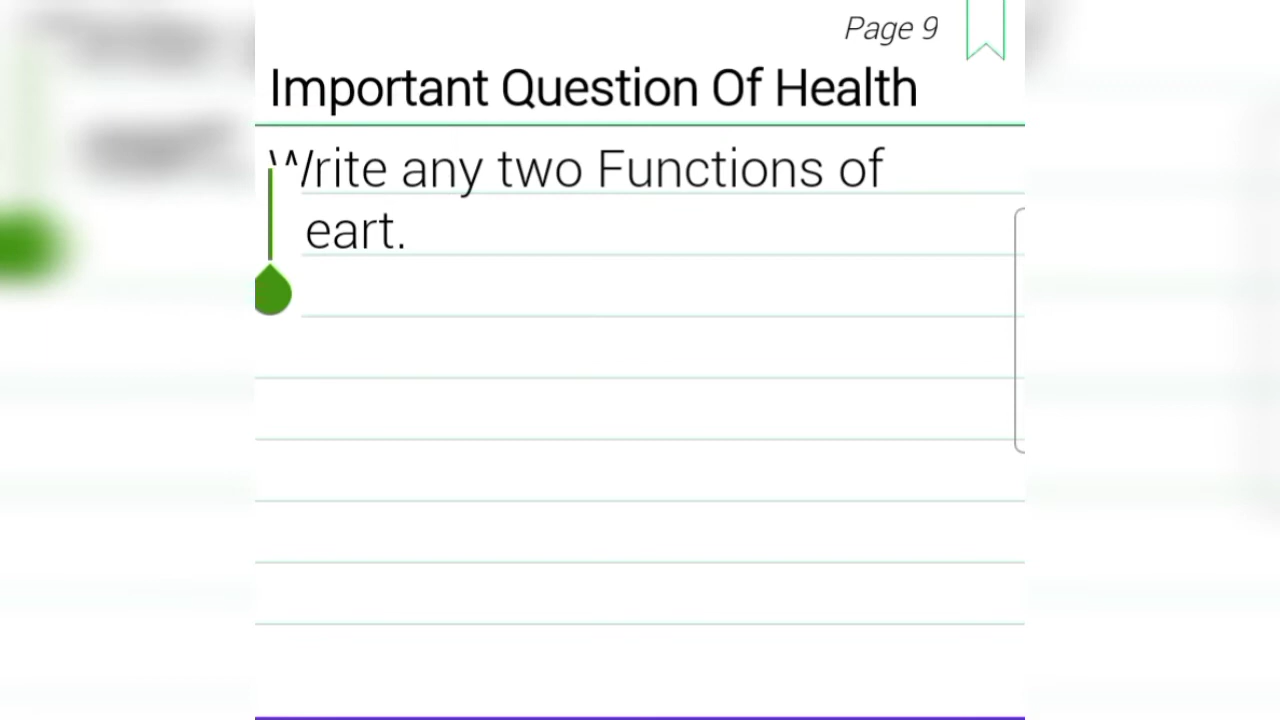 Page 9
Important Question Of Health
Write any two Functions of
eart.